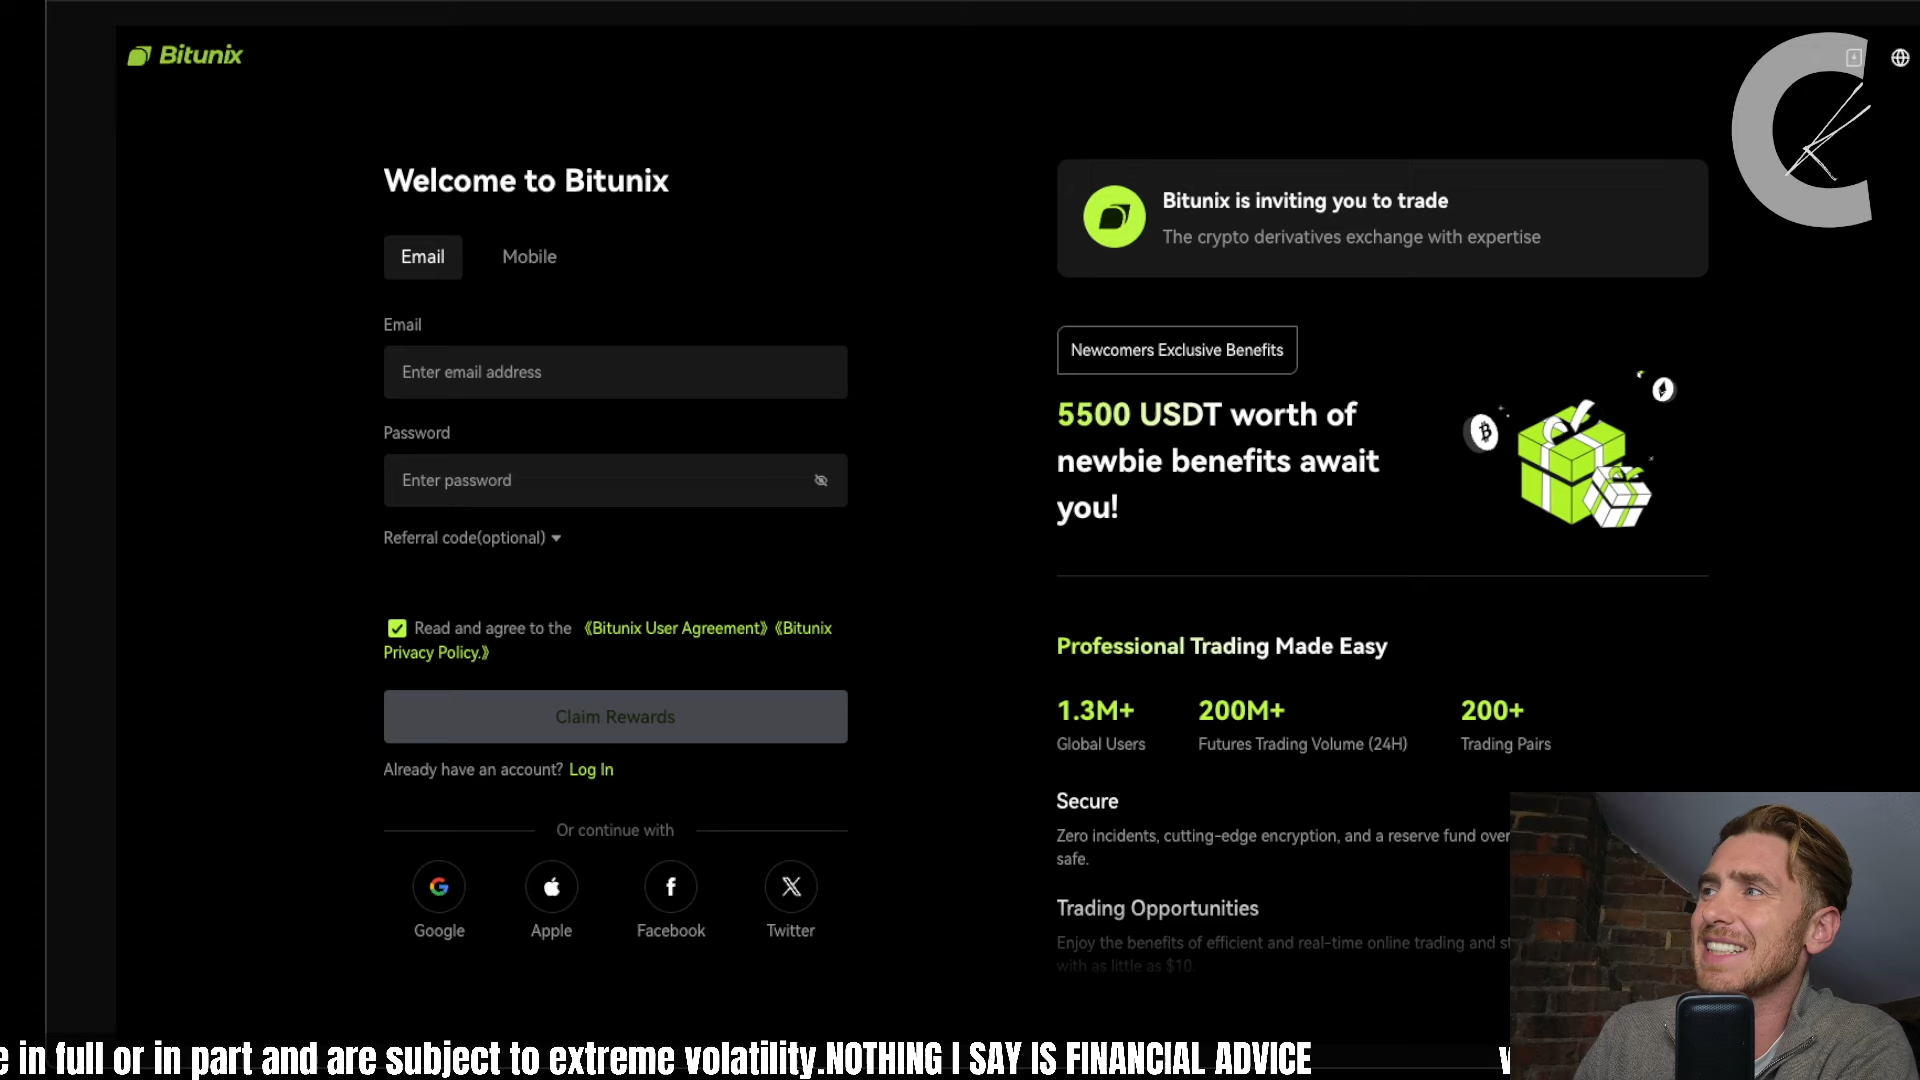 Bitunix
Welcome to Bitunix
Email
Mobile
Email
Enter email address
Password
Enter password
Referral code(optional)
Read and agree to the 《Bitunix User Agreement》《Bitunix
Privacy Policy.》
Claim Rewards
Already have an account? Log In
Or continue with
Google
Apple
Facebook
Twitter
Bitunix is inviting you to trade
The crypto derivatives exchange with expertise
Newcomers Exclusive Benefits
5500 USDT worth of
newbie benefits await
you!
Professional Trading Made Easy
1.3M+
200M+
200+
Global Users
Futures Trading Volume (24H)
Trading Pairs
Secure
Zero incidents, cutting-edge encryption, and a reserve fund over
safe.
Trading Opportunities
Enjoy the benefits of efficient and real-time online trading and
with as little as $10.
e in full or in part and are subject to extreme volatility.NOTHING I SAY IS FINANCIAL ADVICE